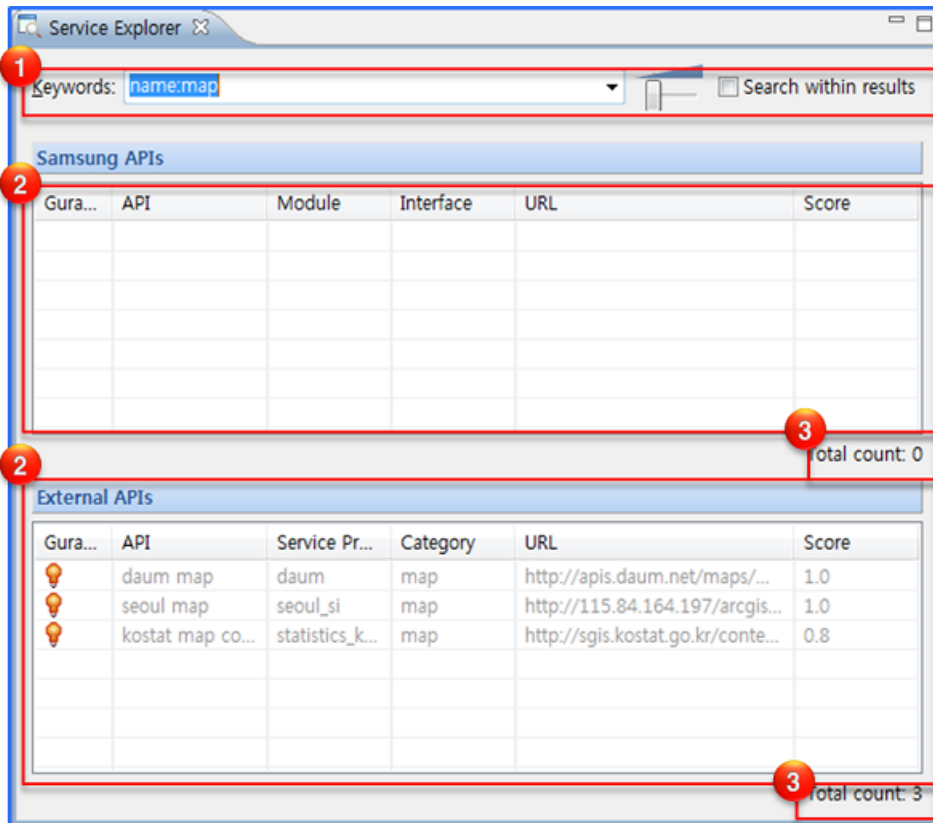 Service Explorer
1
Keywords: name:map Search within results
Samsung APIs
2
Gura... API Module Interface URL Score
3
Total count: 0
2
External APIs
Gura... API Service Pr... Category URL Score
daum map daum map http://apis.daum.net/maps/... 1.0
seoul map seoul_si map http://115.84.164.197/arcgis... 1.0
kostat map co... statistics_k... map http://sgis.kostat.go.kr/conte... 0.8
3
Total count: 3